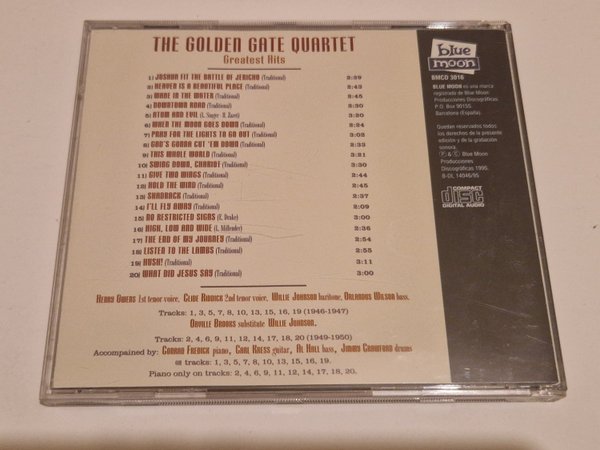 THE GOLDEN GATE QUARTET
Greatest Hits
1) JOSHUA FIT THE BATTLE OF JERICHO (Traditional) 2:39
2) HEAVEN IS A BEAUTIFUL PLACE (Traditional) 2:43
3) WADE IN THE WATER (Traditional) 2:45
4) DOWNTOWN ROAD (Traditional) 2:30
5) ATOM AND EVIL (L. Singer - H. Zaret) 3:20
6) WHEN THE MOON GOES DOWN (Traditional) 2:24
7) PRAY FOR THE LIGHTS TO GO OUT (Traditional) 3:03
8) GOD'S GONNA CUT 'EM DOWN (Traditional) 2:33
9) THIS WHOLE WORLD (Traditional) 2:21
10) SWING DOWN, CHARIOT (Traditional) 3:30
11) GIVE TWO WINGS (Traditional) 2:44
12) HOLD THE WIND (Traditional) 2:45
13) SHADRACK (Traditional) 2:37
14) I'LL FLY AWAY (Traditional) 2:09
15) NO RESTRICTED SIGNS (E. Drake) 3:00
16) HIGH, LOW AND WIDE (L. Millender) 2:36
17) THE END OF MY JOURNEY (Traditional) 2:54
18) LISTEN TO THE LAMBS (Traditional) 2:55
19) HUSH! (Traditional) 3:11
20) WHAT DID JESUS SAY (Traditional) 3:00
HENRY OWENS 1st tenor voice, CLIDE RIDDICK 2nd tenor voice, WILLIE JOHNSON baritone, ORLANDUS WILSON bass.
Tracks: 1, 3, 5, 7, 8, 10, 13, 15, 16, 19 (1946-1947)
ORVILLE BROOKS substitute WILLIE JOHNSON.
Tracks: 2, 4, 6, 9, 11, 12, 14, 17, 18, 20 (1949-1950)
Accompained by: CONRAD FREDICK piano, CARL KRESS guitar, AL HALL bass, JIMMY CRAWFORD drums
tracks: 1, 3, 5, 7, 8, 10, 13, 15, 16, 19.
Piano only on tracks: 2, 4, 6, 9, 11, 12, 14, 17, 18, 20.
blue
moon
BMCD 3016
BLUE MOON es una marca
registrada de Blue Moon
Producciones Discográficas
P.O. Box 90155.
Barcelona (España).
Quedan reservados todos
los derechos de la presente
edición y de la grabación
sonora.
Ⓟ & © Blue Moon
Producciones
Discográficas 1995.
B-DL 14046/95
COMPACT
disc
DIGITAL AUDIO